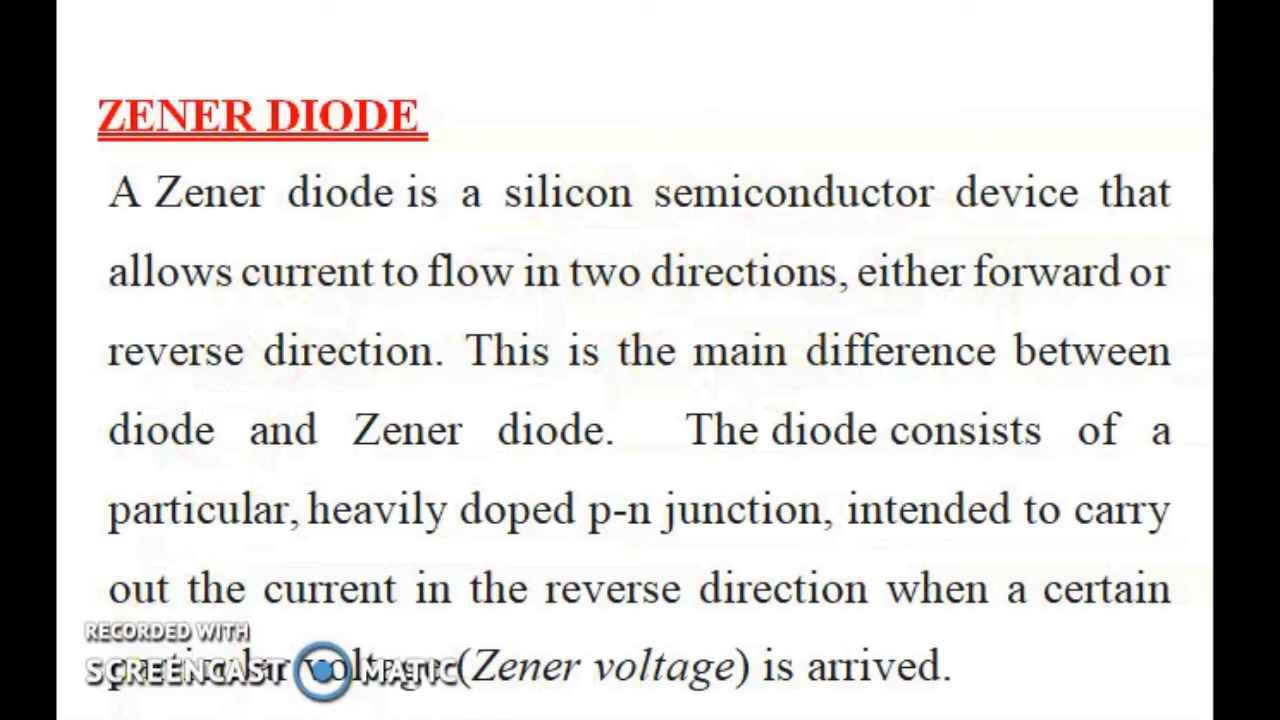 ZENER DIODE
A Zener diode is a silicon semiconductor device that
allows current to flow in two directions, either forward or
reverse direction. This is the main difference between
diode and Zener diode. The diode consists of a
particular, heavily doped p-n junction, intended to carry
out the current in the reverse direction when a certain
RECORDED WITH
particular voltage (Zener voltage) is arrived.
SCREENCAST MATIC